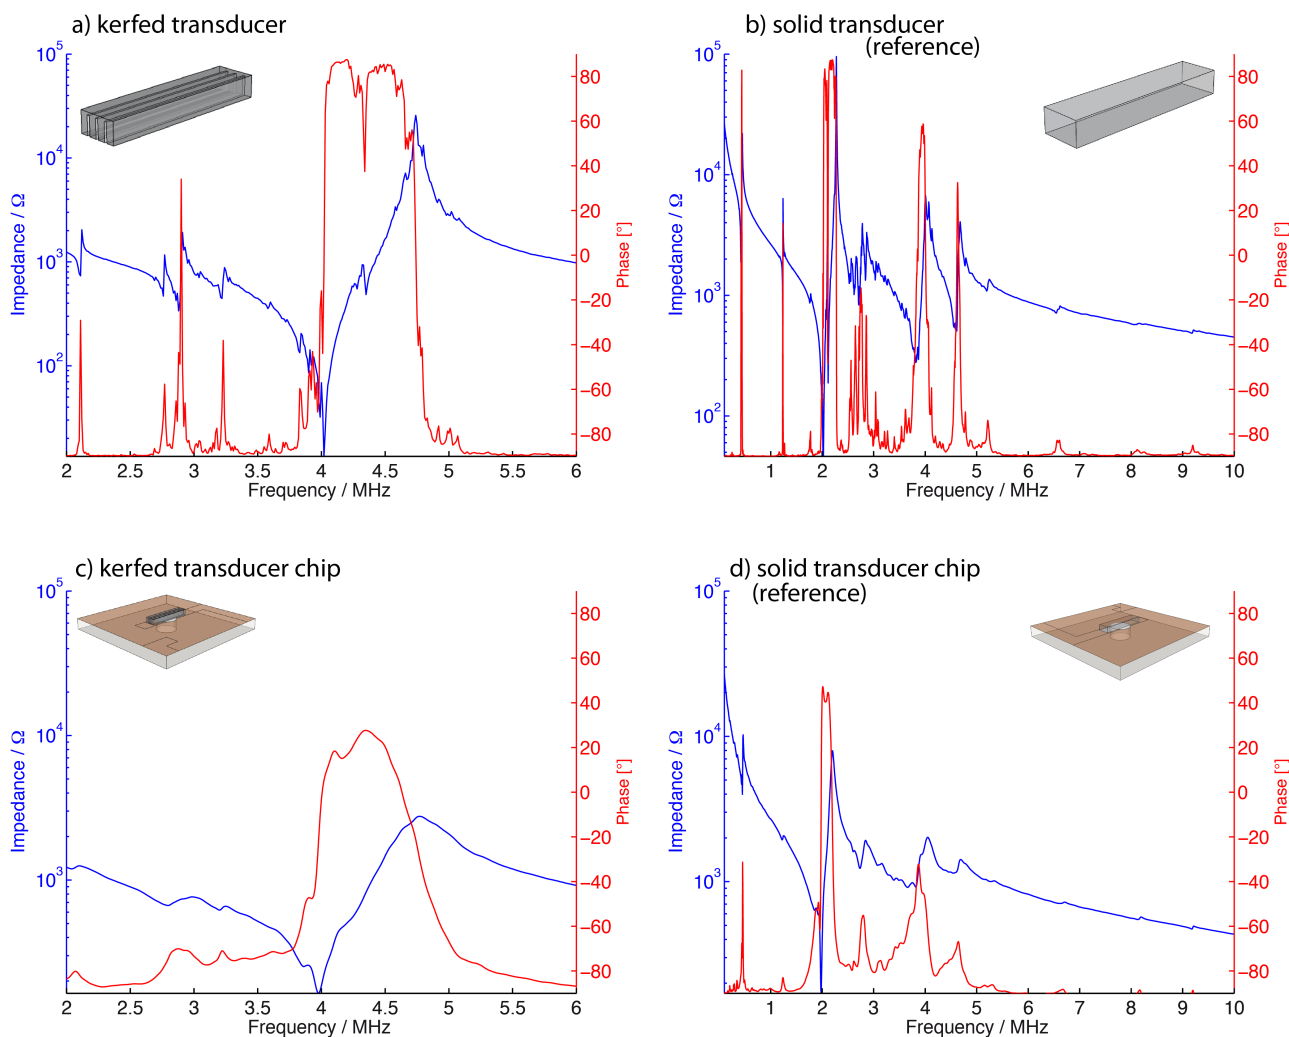 a) kerfed transducer
10^5
10^4
10^3
10^2
Impedance / Ω
80
60
40
20
0
−20
−40
−60
−80
Phase [°]
2 2.5 3 3.5 4 4.5 5 5.5 6
Frequency / MHz
b) solid transducer
(reference)
10^5
10^4
10^3
10^2
Impedance / Ω
80
60
40
20
0
−20
−40
−60
−80
Phase [°]
1 2 3 4 5 6 7 8 9 10
Frequency / MHz
c) kerfed transducer chip
10^5
10^4
10^3
Impedance / Ω
80
60
40
20
0
−20
−40
−60
−80
Phase [°]
2 2.5 3 3.5 4 4.5 5 5.5 6
Frequency / MHz
d) solid transducer chip
(reference)
10^5
10^4
10^3
Impedance / Ω
80
60
40
20
0
−20
−40
−60
−80
Phase [°]
1 2 3 4 5 6 7 8 9 10
Frequency / MHz